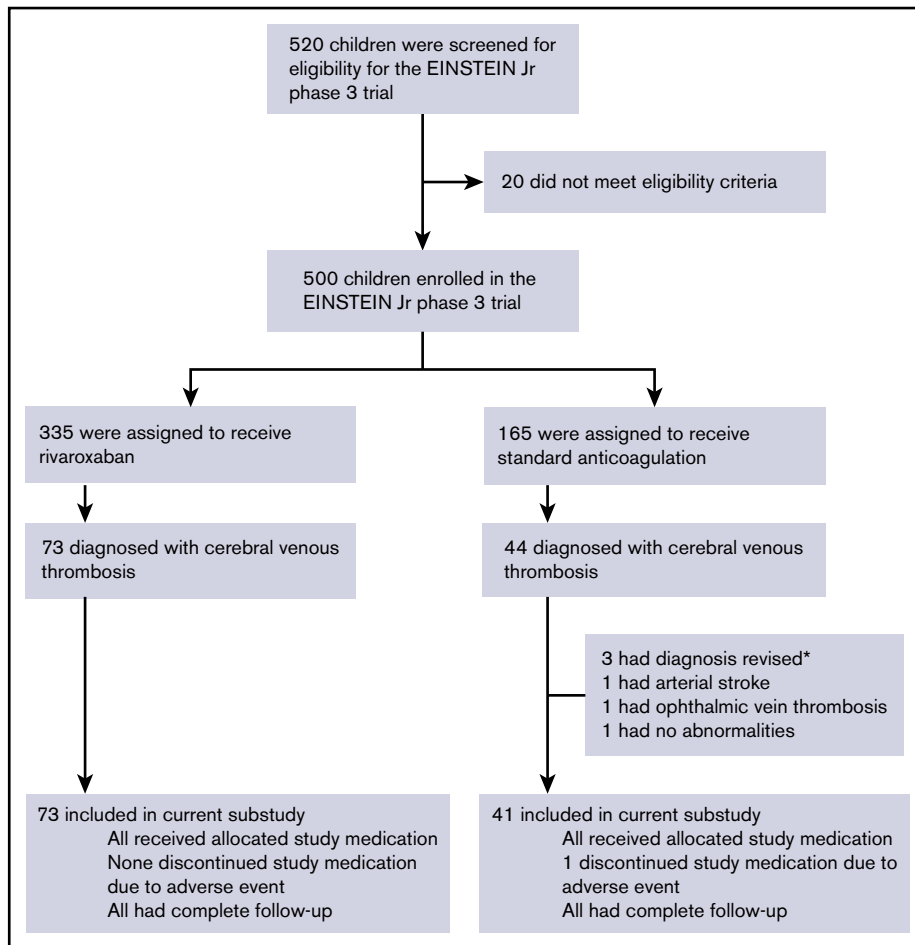 520 children were screened for
eligibility for the EINSTEIN Jr
phase 3 trial
20 did not meet eligibility criteria
500 children enrolled in the
EINSTEIN Jr phase 3 trial
335 were assigned to receive
rivaroxaban
165 were assigned to receive
standard anticoagulation
73 diagnosed with cerebral venous
thrombosis
44 diagnosed with cerebral venous
thrombosis
3 had diagnosis revised*
1 had arterial stroke
1 had ophthalmic vein thrombosis
1 had no abnormalities
73 included in current substudy
All received allocated study medication
None discontinued study medication
due to adverse event
All had complete follow-up
41 included in current substudy
All received allocated study medication
1 discontinued study medication due to
adverse event
All had complete follow-up